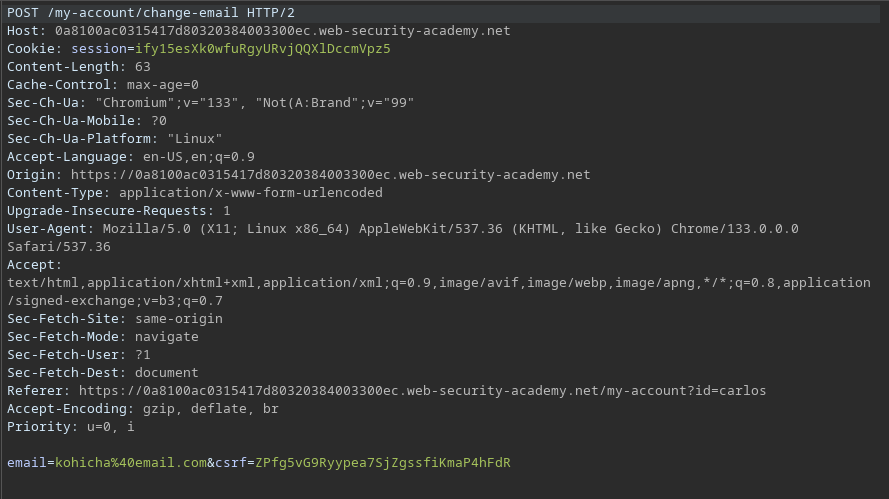 POST /my-account/change-email HTTP/2
Host: 0a8100ac0315417d80320384003300ec.web-security-academy.net
Cookie: session=ify15esXk0wfuRgyURvjQQXlDccmVpz5
Content-Length: 63
Cache-Control: max-age=0
Sec-Ch-Ua: "Chromium";v="133", "Not(A:Brand";v="99"
Sec-Ch-Ua-Mobile: ?0
Sec-Ch-Ua-Platform: "Linux"
Accept-Language: en-US,en;q=0.9
Origin: https://0a8100ac0315417d80320384003300ec.web-security-academy.net
Content-Type: application/x-www-form-urlencoded
Upgrade-Insecure-Requests: 1
User-Agent: Mozilla/5.0 (X11; Linux x86_64) AppleWebKit/537.36 (KHTML, like Gecko) Chrome/133.0.0.0
Safari/537.36
Accept:
text/html,application/xhtml+xml,application/xml;q=0.9,image/avif,image/webp,image/apng,*/*;q=0.8,application
/signed-exchange;v=b3;q=0.7
Sec-Fetch-Site: same-origin
Sec-Fetch-Mode: navigate
Sec-Fetch-User: ?1
Sec-Fetch-Dest: document
Referer: https://0a8100ac0315417d80320384003300ec.web-security-academy.net/my-account?id=carlos
Accept-Encoding: gzip, deflate, br
Priority: u=0, i
email=kohicha%40email.com&csrf=ZPfg5vG9Ryypea7SjZgssfiKmaP4hFdR